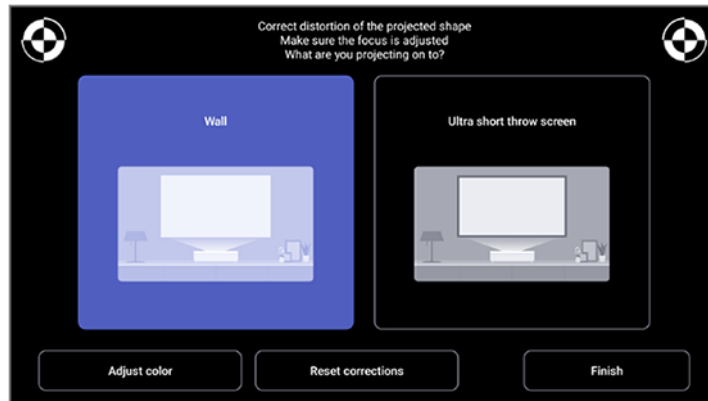 Correct distortion of the projected shape
Make sure the focus is adjusted
What are you projecting on to?
Wall
Ultra short throw screen
Adjust color
Reset corrections
Finish